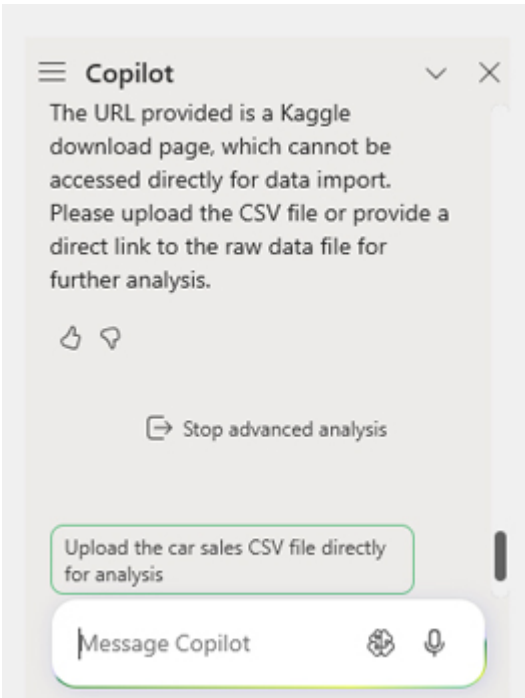 Copilot
The URL provided is a Kaggle
download page, which cannot be
accessed directly for data import.
Please upload the CSV file or provide a
direct link to the raw data file for
further analysis.
Stop advanced analysis
Upload the car sales CSV file directly
for analysis
Message Copilot